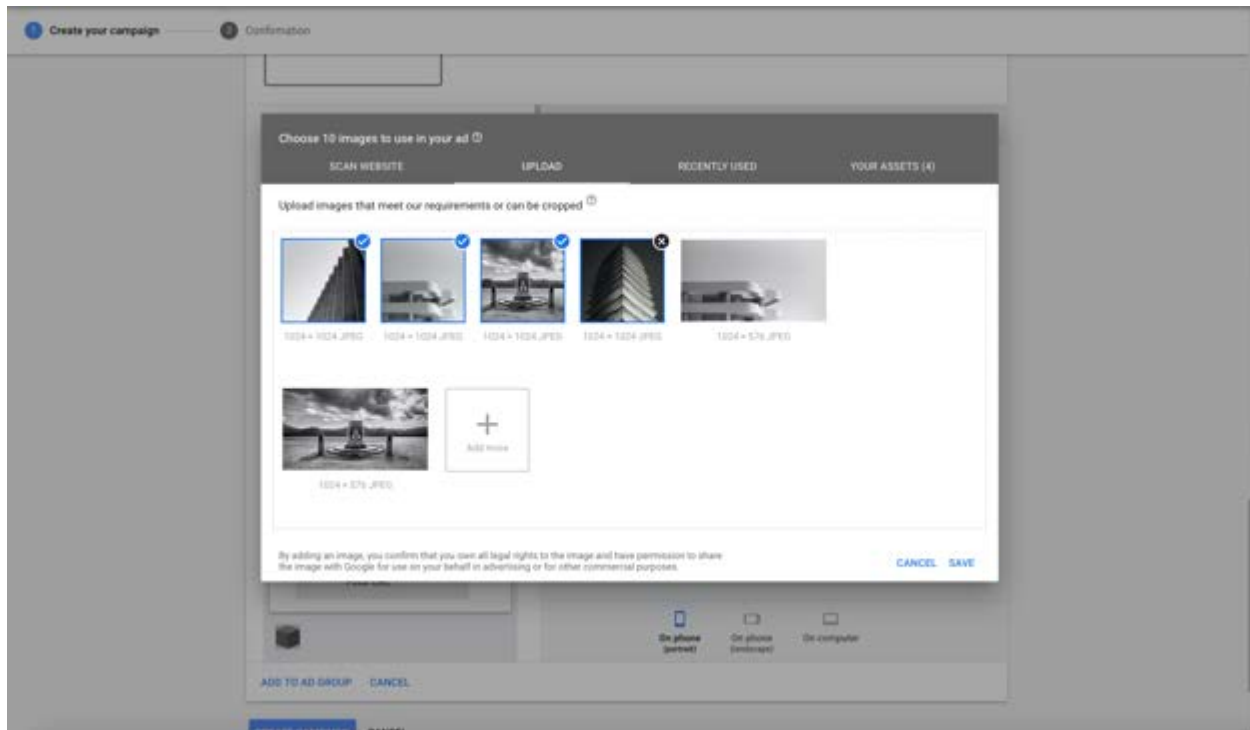 1 Create your campaign
2 Confirmation
Choose 10 images to use in your ad
SCAN WEBSITE
UPLOAD
RECENTLY USED
YOUR ASSETS (4)
Upload images that meet our requirements or can be cropped
1024 × 1024 JPEG
1024 × 1024 JPEG
1024 × 1024 JPEG
1024 × 1024 JPEG
1024 × 576 JPEG
1024 × 576 JPEG
Add more
By adding an image, you confirm that you own all legal rights to the image and have permission to share
the image with Google for use on your behalf in advertising or for other commercial purposes.
CANCEL
SAVE
On phone
(portrait)
On phone
(landscape)
On computer
ADD TO AD GROUP
CANCEL